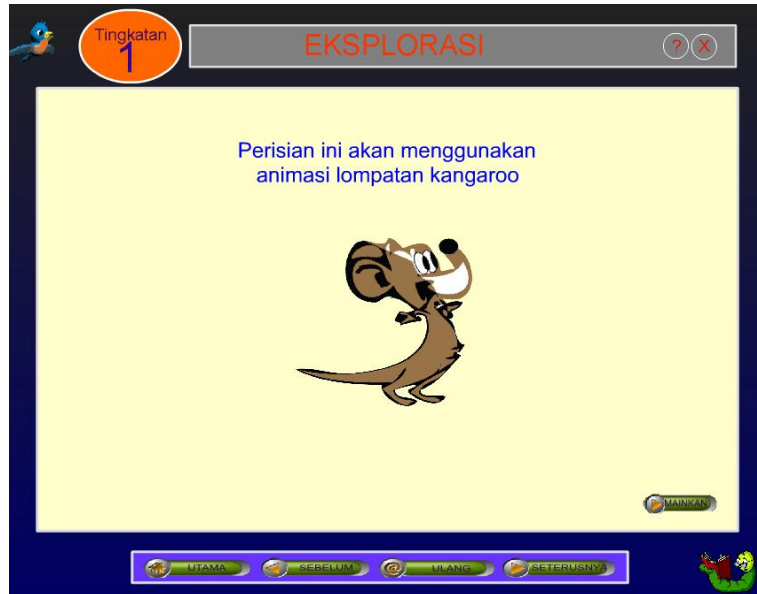 Tingkatan
1
EKSPLORASI
? X
Perisian ini akan menggunakan
animasi lompatan kangaroo
MAINKAN
UTAMA SEBELUM @ ULANG SETERUSNYA